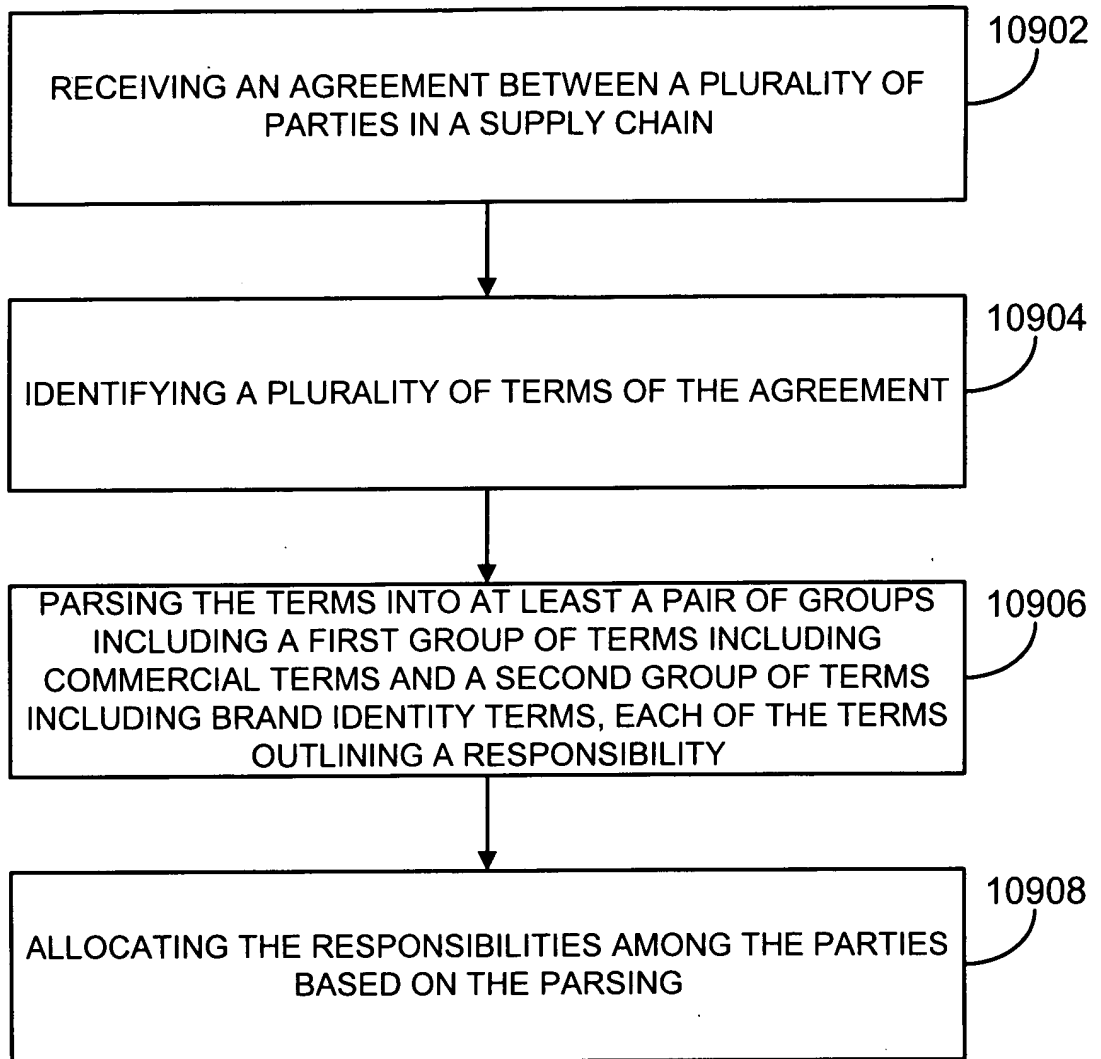 10902
RECEIVING AN AGREEMENT BETWEEN A PLURALITY OF
PARTIES IN A SUPPLY CHAIN
10904
IDENTIFYING A PLURALITY OF TERMS OF THE AGREEMENT
10906
PARSING THE TERMS INTO AT LEAST A PAIR OF GROUPS
INCLUDING A FIRST GROUP OF TERMS INCLUDING
COMMERCIAL TERMS AND A SECOND GROUP OF TERMS
INCLUDING BRAND IDENTITY TERMS, EACH OF THE TERMS
OUTLINING A RESPONSIBILITY
10908
ALLOCATING THE RESPONSIBILITIES AMONG THE PARTIES
BASED ON THE PARSING